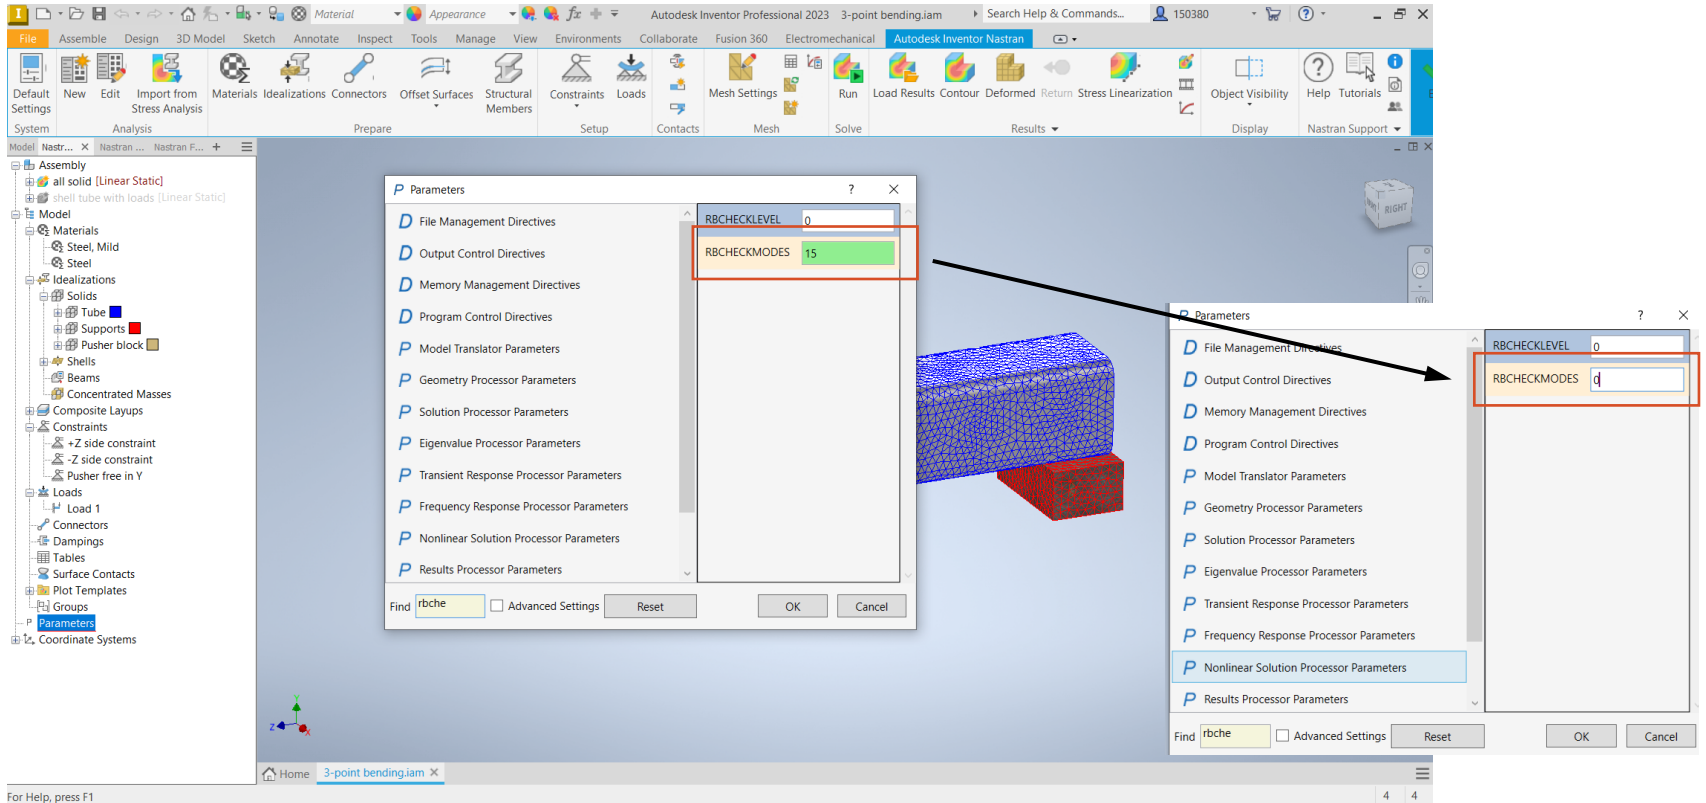 I
Material
Appearance
fx
Autodesk Inventor Professional 2023 3-point bending.iam
Search Help & Commands...
150380
File Assemble Design 3D Model Sketch Annotate Inspect Tools Manage View Environments Collaborate Fusion 360 Electromechanical Autodesk Inventor Nastran
Default Settings
New
Edit
Import from Stress Analysis
Materials
Idealizations
Connectors
Offset Surfaces
Structural Members
Constraints
Loads
Mesh Settings
Run
Load Results
Contour
Deformed
Return
Stress Linearization
Object Visibility
Help
Tutorials
System Analysis Prepare Setup Contacts Mesh Solve Results Display Nastran Support
Model Nastr... Nastran ... Nastran F...
Assembly
all solid [Linear Static]
shell tube with loads [Linear Static]
Model
Materials
Steel, Mild
Steel
Idealizations
Solids
Tube
Supports
Pusher block
Shells
Beams
Concentrated Masses
Composite Layups
Constraints
+Z side constraint
-Z side constraint
Pusher free in Y
Loads
Load 1
Connectors
Dampings
Tables
Surface Contacts
Plot Templates
Groups
P Parameters
Coordinate Systems
P Parameters ?
D File Management Directives
D Output Control Directives
D Memory Management Directives
D Program Control Directives
P Model Translator Parameters
P Geometry Processor Parameters
P Solution Processor Parameters
P Eigenvalue Processor Parameters
P Transient Response Processor Parameters
P Frequency Response Processor Parameters
P Nonlinear Solution Processor Parameters
P Results Processor Parameters
RBCHECKLEVEL 0
RBCHECKMODES 15
Find rbche Advanced Settings Reset OK Cancel
RIGHT
P Parameters ?
D File Management Directives
D Output Control Directives
D Memory Management Directives
D Program Control Directives
P Model Translator Parameters
P Geometry Processor Parameters
P Solution Processor Parameters
P Eigenvalue Processor Parameters
P Transient Response Processor Parameters
P Frequency Response Processor Parameters
P Nonlinear Solution Processor Parameters
P Results Processor Parameters
RBCHECKLEVEL 0
RBCHECKMODES 0
Find rbche Advanced Settings Reset OK Cancel
Y
Z
X
Home 3-point bending.iam
For Help, press F1
4 4